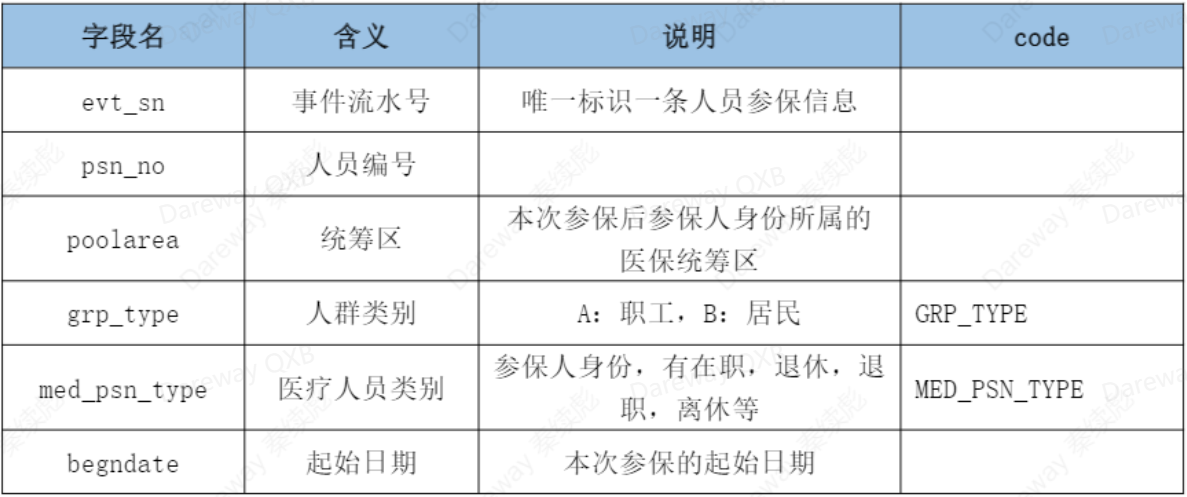 字段名 含义 说明 code
evt_sn 事件流水号 唯一标识一条人员参保信息
psn_no 人员编号
poolarea 统筹区 本次参保后参保人身份所属的
医保统筹区
grp_type 人群类别 A: 职工，B: 居民 GRP_TYPE
med_psn_type 医疗人员类别 参保人身份，有在职，退休，退
职，离休等 MED_PSN_TYPE
begndate 起始日期 本次参保的起始日期
Dareway QXB
Dareway 秦续彪